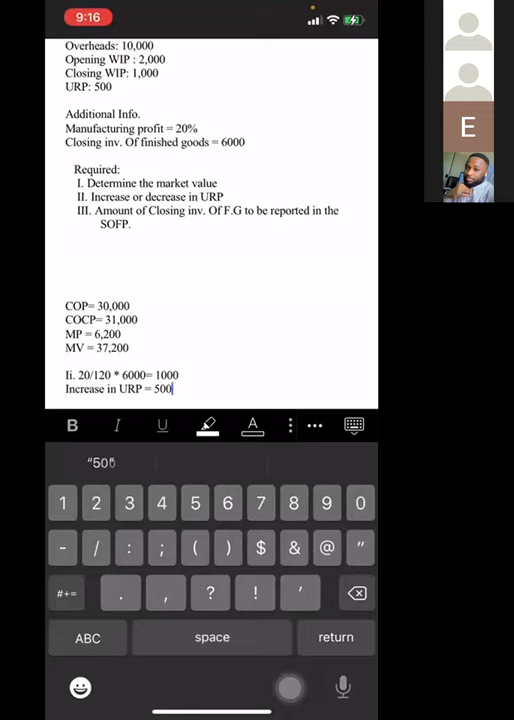 9:16
Overheads: 10,000
Opening WIP : 2,000
Closing WIP: 1,000
URP: 500
Additional Info.
Manufacturing profit = 20%
Closing inv. Of finished goods = 6000
Required:
I. Determine the market value
II. Increase or decrease in URP
III. Amount of Closing inv. Of F.G to be reported in the
SOFP.
COP= 30,000
COCP= 31,000
MP = 6,200
MV = 37,200
Ii. 20/120 * 6000= 1000
Increase in URP = 500
B I U A
"500"
1 2 3 4 5 6 7 8 9 0
- / : ; ( ) $ & @ "
#+= . , ? ! '
ABC space return
E